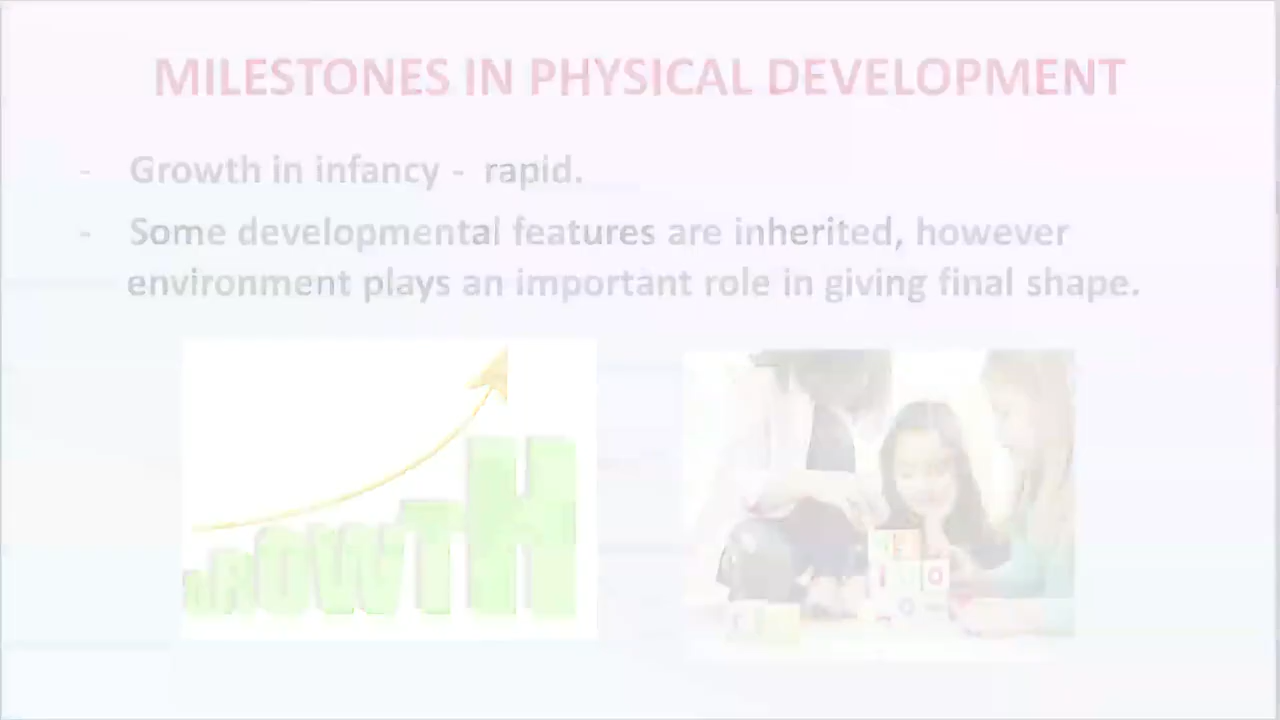 MILESTONES IN PHYSICAL DEVELOPMENT
- Growth in infancy - rapid.
- Some developmental features are inherited, however
environment plays an important role in giving final shape.
GROWTH